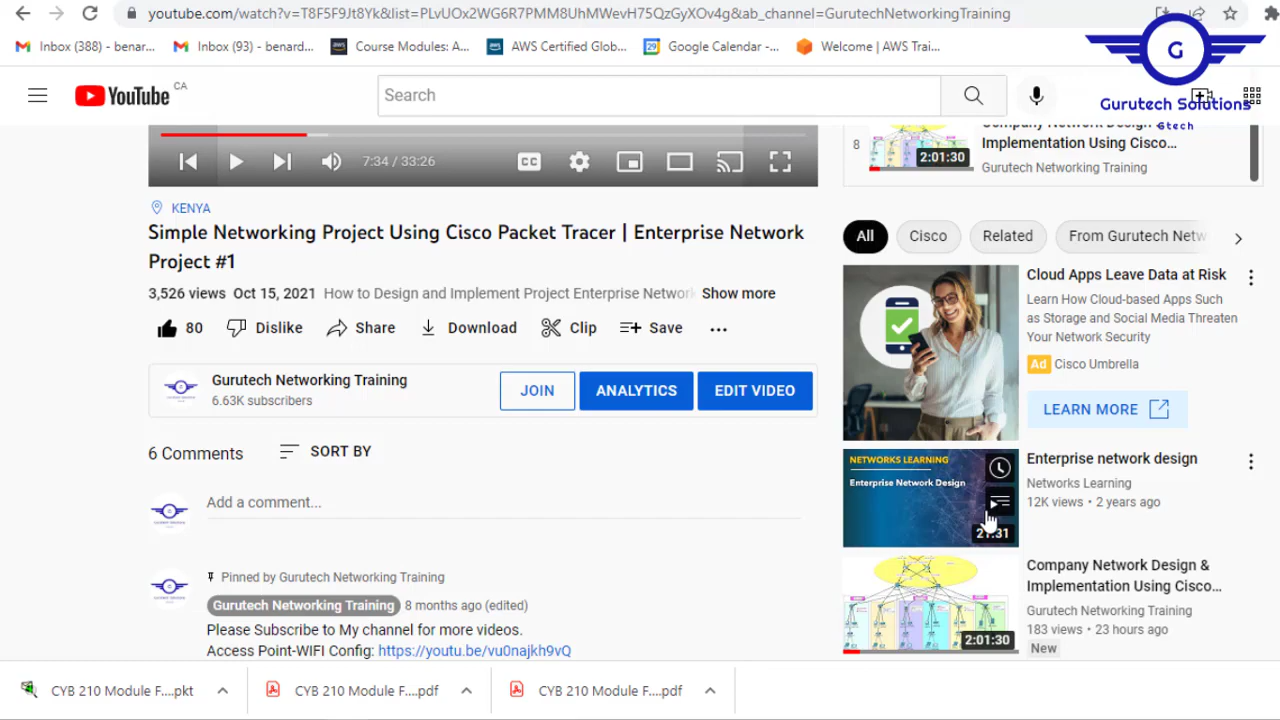 youtube.com/watch?v=T8F5F9Jt8Yk&list=PLvUOx2WG6R7PMM8UhMWevH75QzGyXOv4g&ab_channel=GurutechNetworkingTraining
Inbox (388) - benar...
Inbox (93) - benard...
Course Modules: A...
AWS Certified Glob...
Google Calendar -...
Welcome | AWS Trai...
G
Gurutech Solutions
Gtech
YouTube CA
Search
7:34 / 33:26
CC
KENYA
Simple Networking Project Using Cisco Packet Tracer | Enterprise Network
Project #1
3,526 views Oct 15, 2021 How to Design and Implement Project Enterprise Network Show more
80 Dislike Share Download Clip Save ...
Gurutech Networking Training
6.63K subscribers
JOIN
ANALYTICS
EDIT VIDEO
6 Comments SORT BY
Add a comment...
Pinned by Gurutech Networking Training
Gurutech Networking Training 8 months ago (edited)
Please Subscribe to My channel for more videos.
Access Point-WIFI Config: https://youtu.be/vu0najkh9vQ
8
2:01:30
Company Network Design &
Implementation Using Cisco...
Gurutech Networking Training
All
Cisco
Related
From Gurutech Netw
Cloud Apps Leave Data at Risk
Learn How Cloud-based Apps Such
as Storage and Social Media Threaten
Your Network Security
Ad Cisco Umbrella
LEARN MORE
NETWORKS LEARNING
Enterprise Network Design
21:31
Enterprise network design
Networks Learning
12K views • 2 years ago
2:01:30
Company Network Design &
Implementation Using Cisco...
Gurutech Networking Training
183 views • 23 hours ago
New
CYB 210 Module F....pkt
CYB 210 Module F....pdf
CYB 210 Module F....pdf